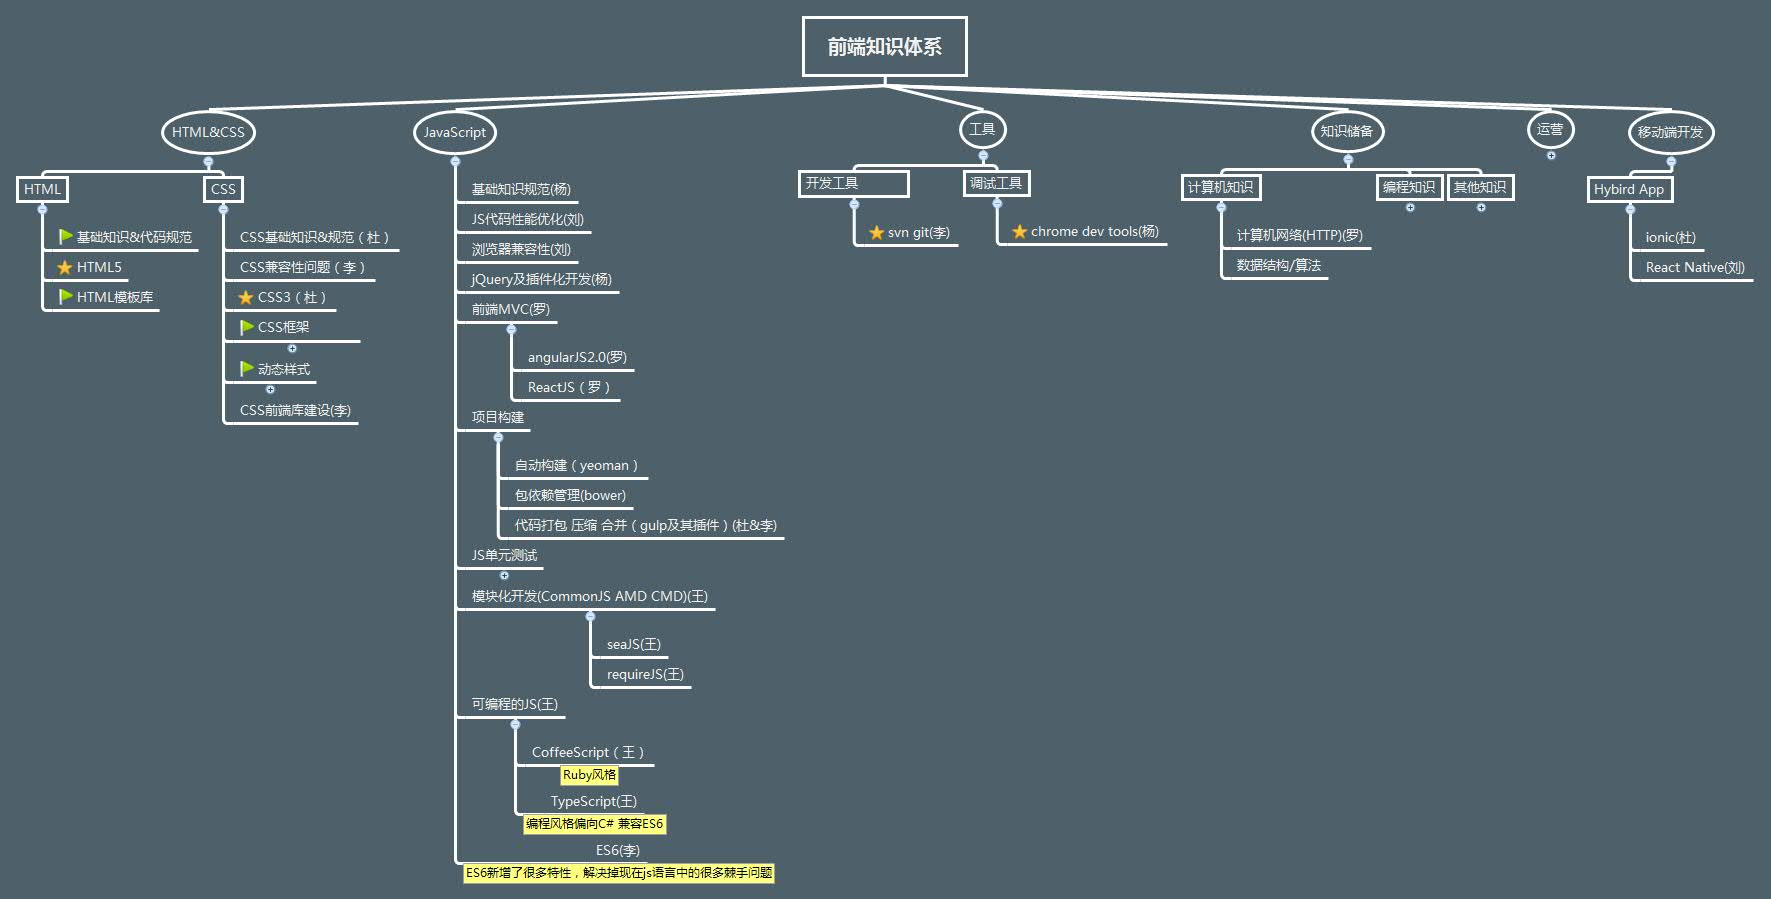 前端知识体系
HTML&CSS
HTML
基础知识&代码规范
HTML5
HTML模板库
CSS
CSS基础知识&规范（杜）
CSS兼容性问题（李）
CSS3（杜）
CSS框架
动态样式
CSS前端库建设(李)
JavaScript
基础知识规范(杨)
JS代码性能优化(刘)
浏览器兼容性(刘)
jQuery及插件化开发(杨)
前端MVC(罗)
angularJS2.0(罗)
ReactJS（罗）
项目构建
自动构建（yeoman）
包依赖管理(bower)
代码打包 压缩 合并（gulp及其插件）(杜&李)
JS单元测试
模块化开发(CommonJS AMD CMD)(王)
seaJS(王)
requireJS(王)
可编程的JS(王)
CoffeeScript（王）
Ruby风格
TypeScript(王)
编程风格偏向C# 兼容ES6
ES6(李)
ES6新增了很多特性，解决掉现在js语言中的很多棘手问题
工具
开发工具
svn git(李)
调试工具
chrome dev tools(杨)
知识储备
计算机知识
计算机网络(HTTP)(罗)
数据结构/算法
编程知识
其他知识
运营
移动端开发
Hybird App
ionic(杜)
React Native(刘)